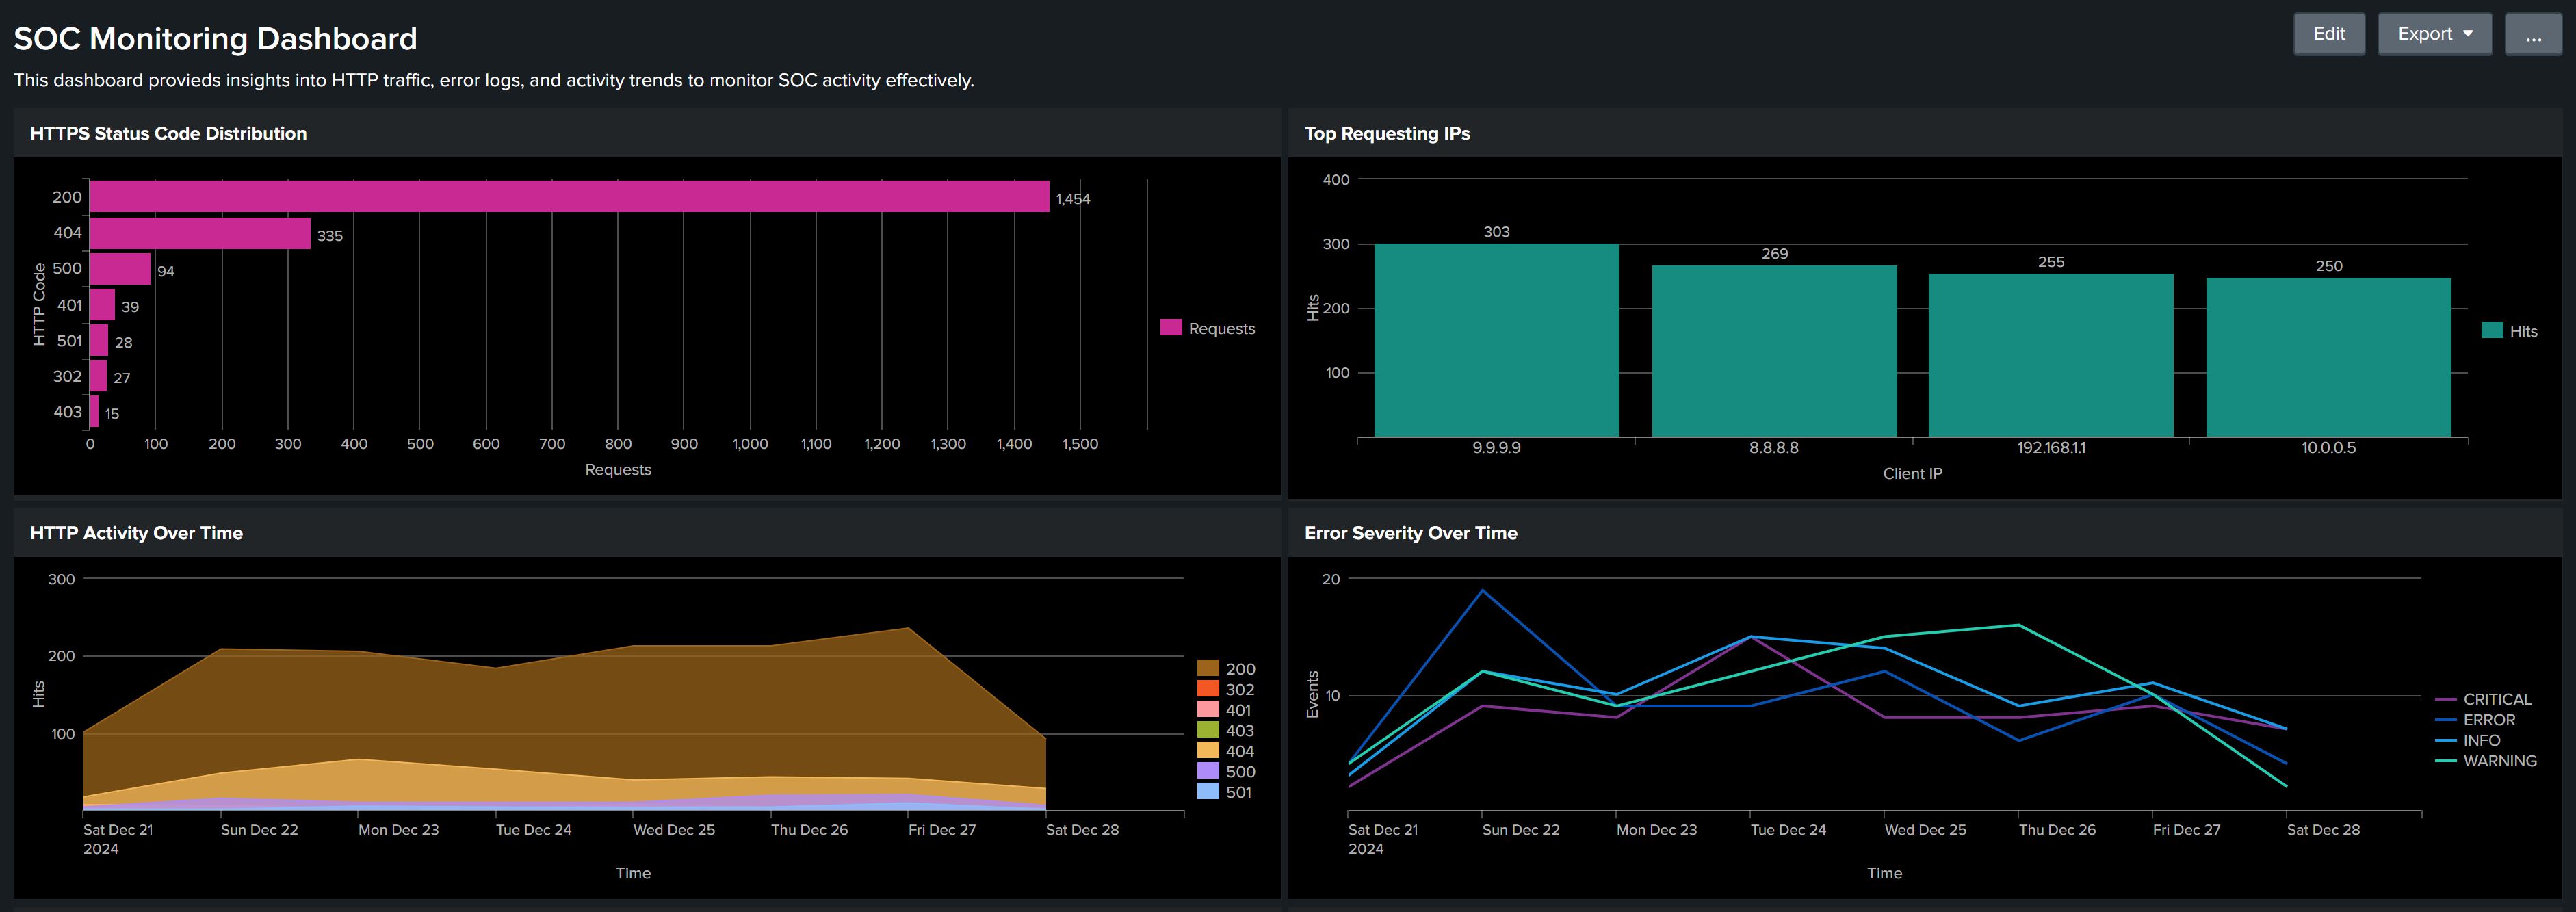 SOC Monitoring Dashboard
Edit
Export
...
This dashboard provieds insights into HTTP traffic, error logs, and activity trends to monitor SOC activity effectively.
HTTPS Status Code Distribution
HTTP Code
200
404
500
401
501
302
403
1,454
335
94
39
28
27
15
0 100 200 300 400 500 600 700 800 900 1,000 1,100 1,200 1,300 1,400 1,500
Requests
Requests
Top Requesting IPs
Hits
400
300
200
100
303 269 255 250
9.9.9.9 8.8.8.8 192.168.1.1 10.0.0.5
Client IP
Hits
HTTP Activity Over Time
Hits
300
200
100
Sat Dec 21 Sun Dec 22 Mon Dec 23 Tue Dec 24 Wed Dec 25 Thu Dec 26 Fri Dec 27 Sat Dec 28
2024
Time
200
302
401
403
404
500
501
Error Severity Over Time
Events
20
10
Sat Dec 21 Sun Dec 22 Mon Dec 23 Tue Dec 24 Wed Dec 25 Thu Dec 26 Fri Dec 27 Sat Dec 28
2024
Time
CRITICAL
ERROR
INFO
WARNING